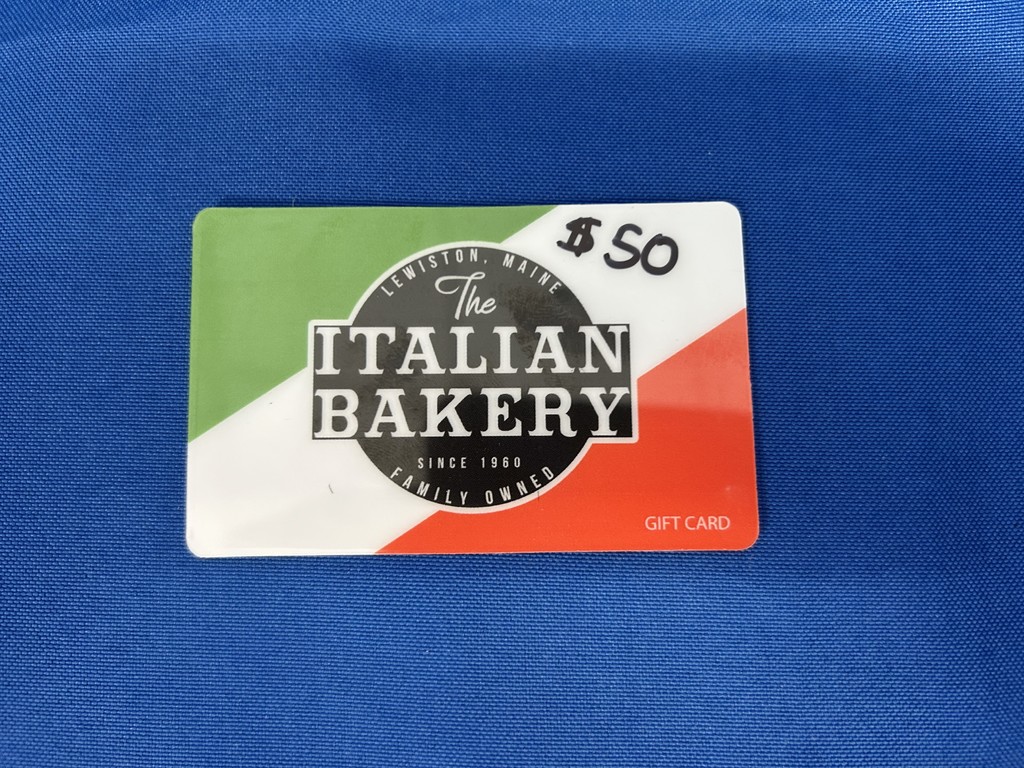 $50
LEWISTON, MAINE
The
ITALIAN
BAKERY
SINCE 1960
FAMILY OWNED
GIFT CARD